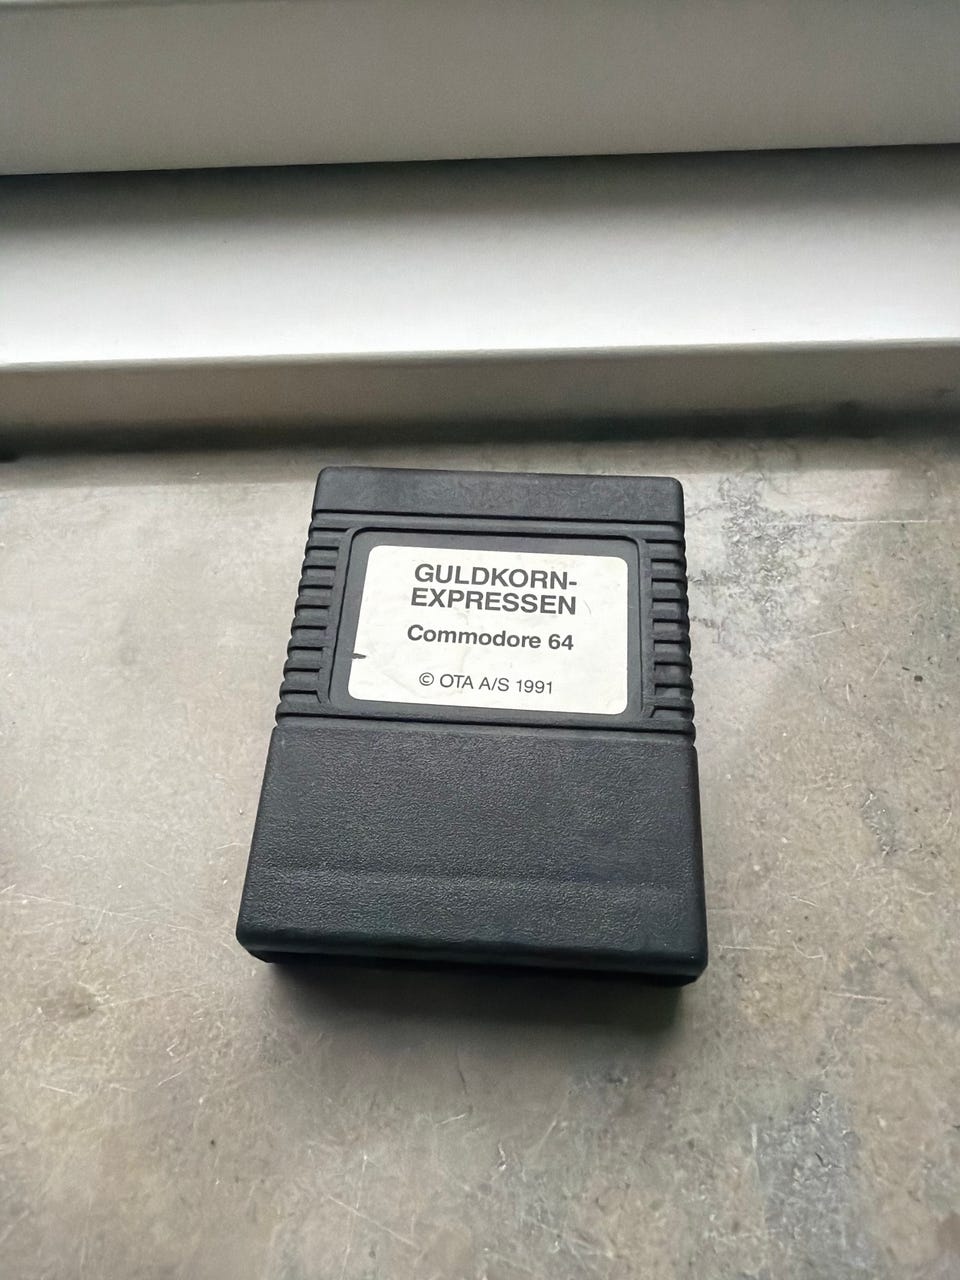 GULDKORN-
EXPRESSEN
Commodore 64
© OTA A/S 1991